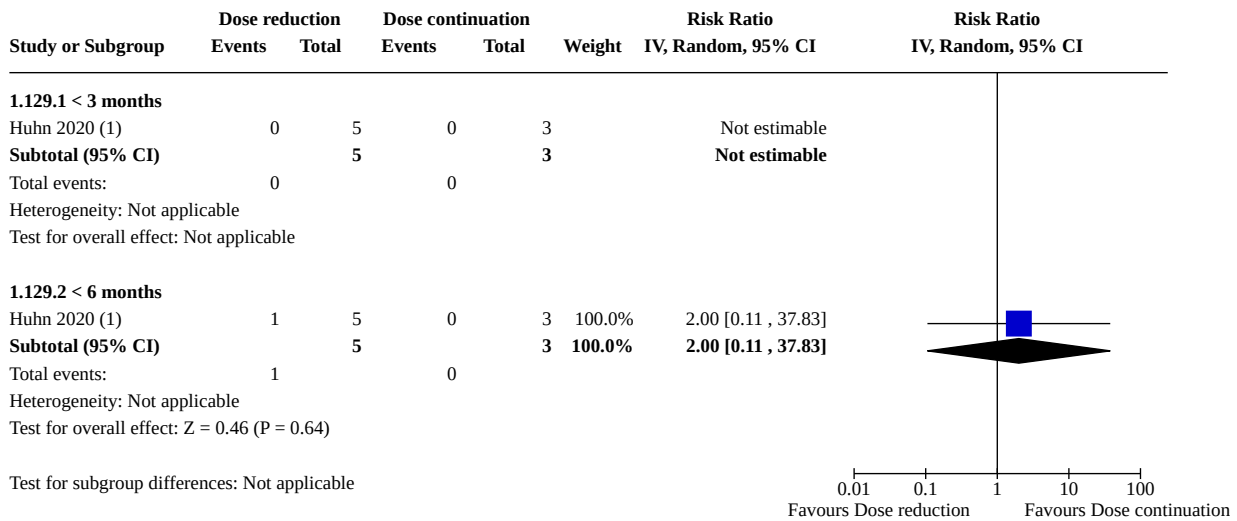 Dose reduction Dose continuation Risk Ratio Risk Ratio
Study or Subgroup Events Total Events Total Weight IV, Random, 95% CI IV, Random, 95% CI
1.129.1 < 3 months
Huhn 2020 (1) 0 5 0 3 Not estimable
Subtotal (95% CI) 5 3 Not estimable
Total events: 0 0
Heterogeneity: Not applicable
Test for overall effect: Not applicable
1.129.2 < 6 months
Huhn 2020 (1) 1 5 0 3 100.0% 2.00 [0.11 , 37.83]
Subtotal (95% CI) 5 3 100.0% 2.00 [0.11 , 37.83]
Total events: 1 0
Heterogeneity: Not applicable
Test for overall effect: Z = 0.46 (P = 0.64)
Test for subgroup differences: Not applicable
0.01 0.1 1 10 100
Favours Dose reduction Favours Dose continuation